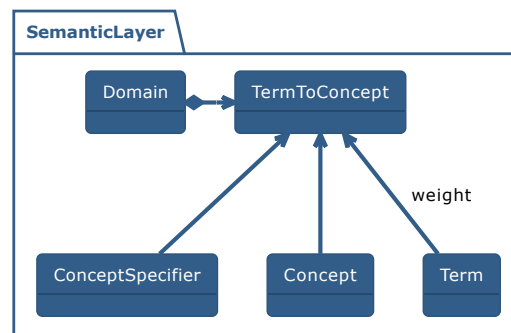 SemanticLayer
Domain
TermToConcept
weight
ConceptSpecifier
Concept
Term